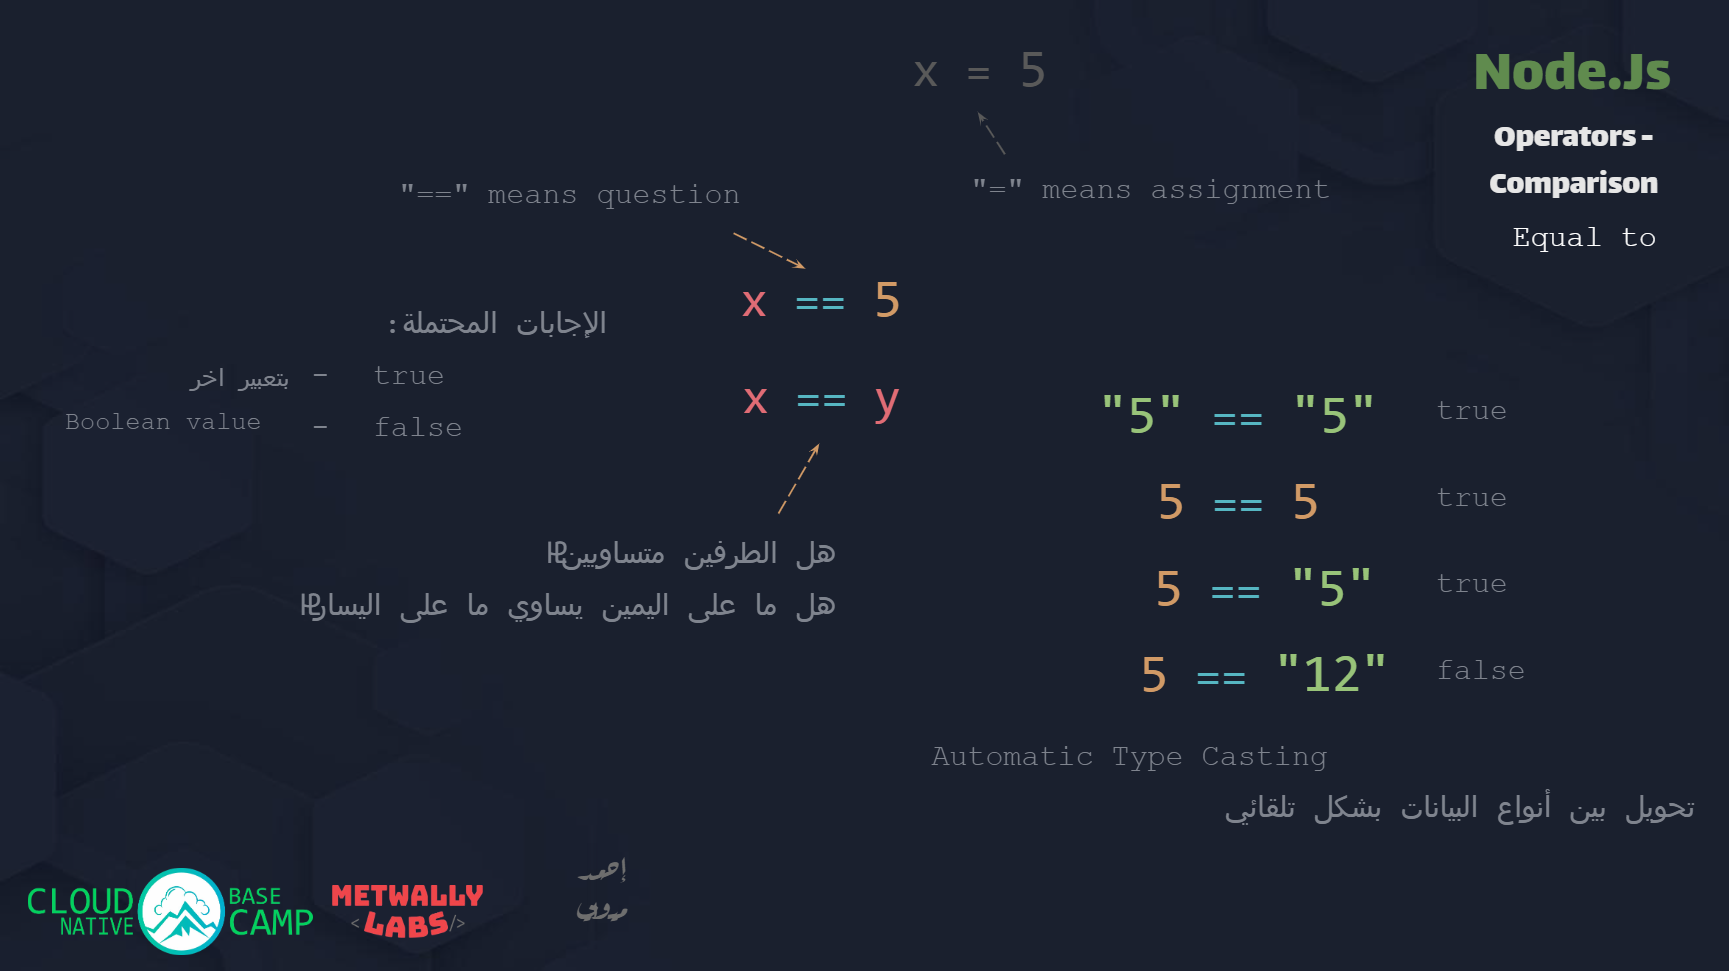 x = 5
Node.Js
Operators -
Comparison
Equal to
"=" means assignment
"==" means question
x == 5
الإجابات المحتملة:
- true
- false
بتعبير اخر
Boolean value
x == y
هل الطرفين متساويين
هل ما على اليمين يساوي ما على اليسار
"5" == "5" true
5 == 5 true
5 == "5" true
5 == "12" false
Automatic Type Casting
تحويل بين أنواع البيانات بشكل تلقائي
CLOUD NATIVE BASE CAMP
METWALLY
<LABS/>